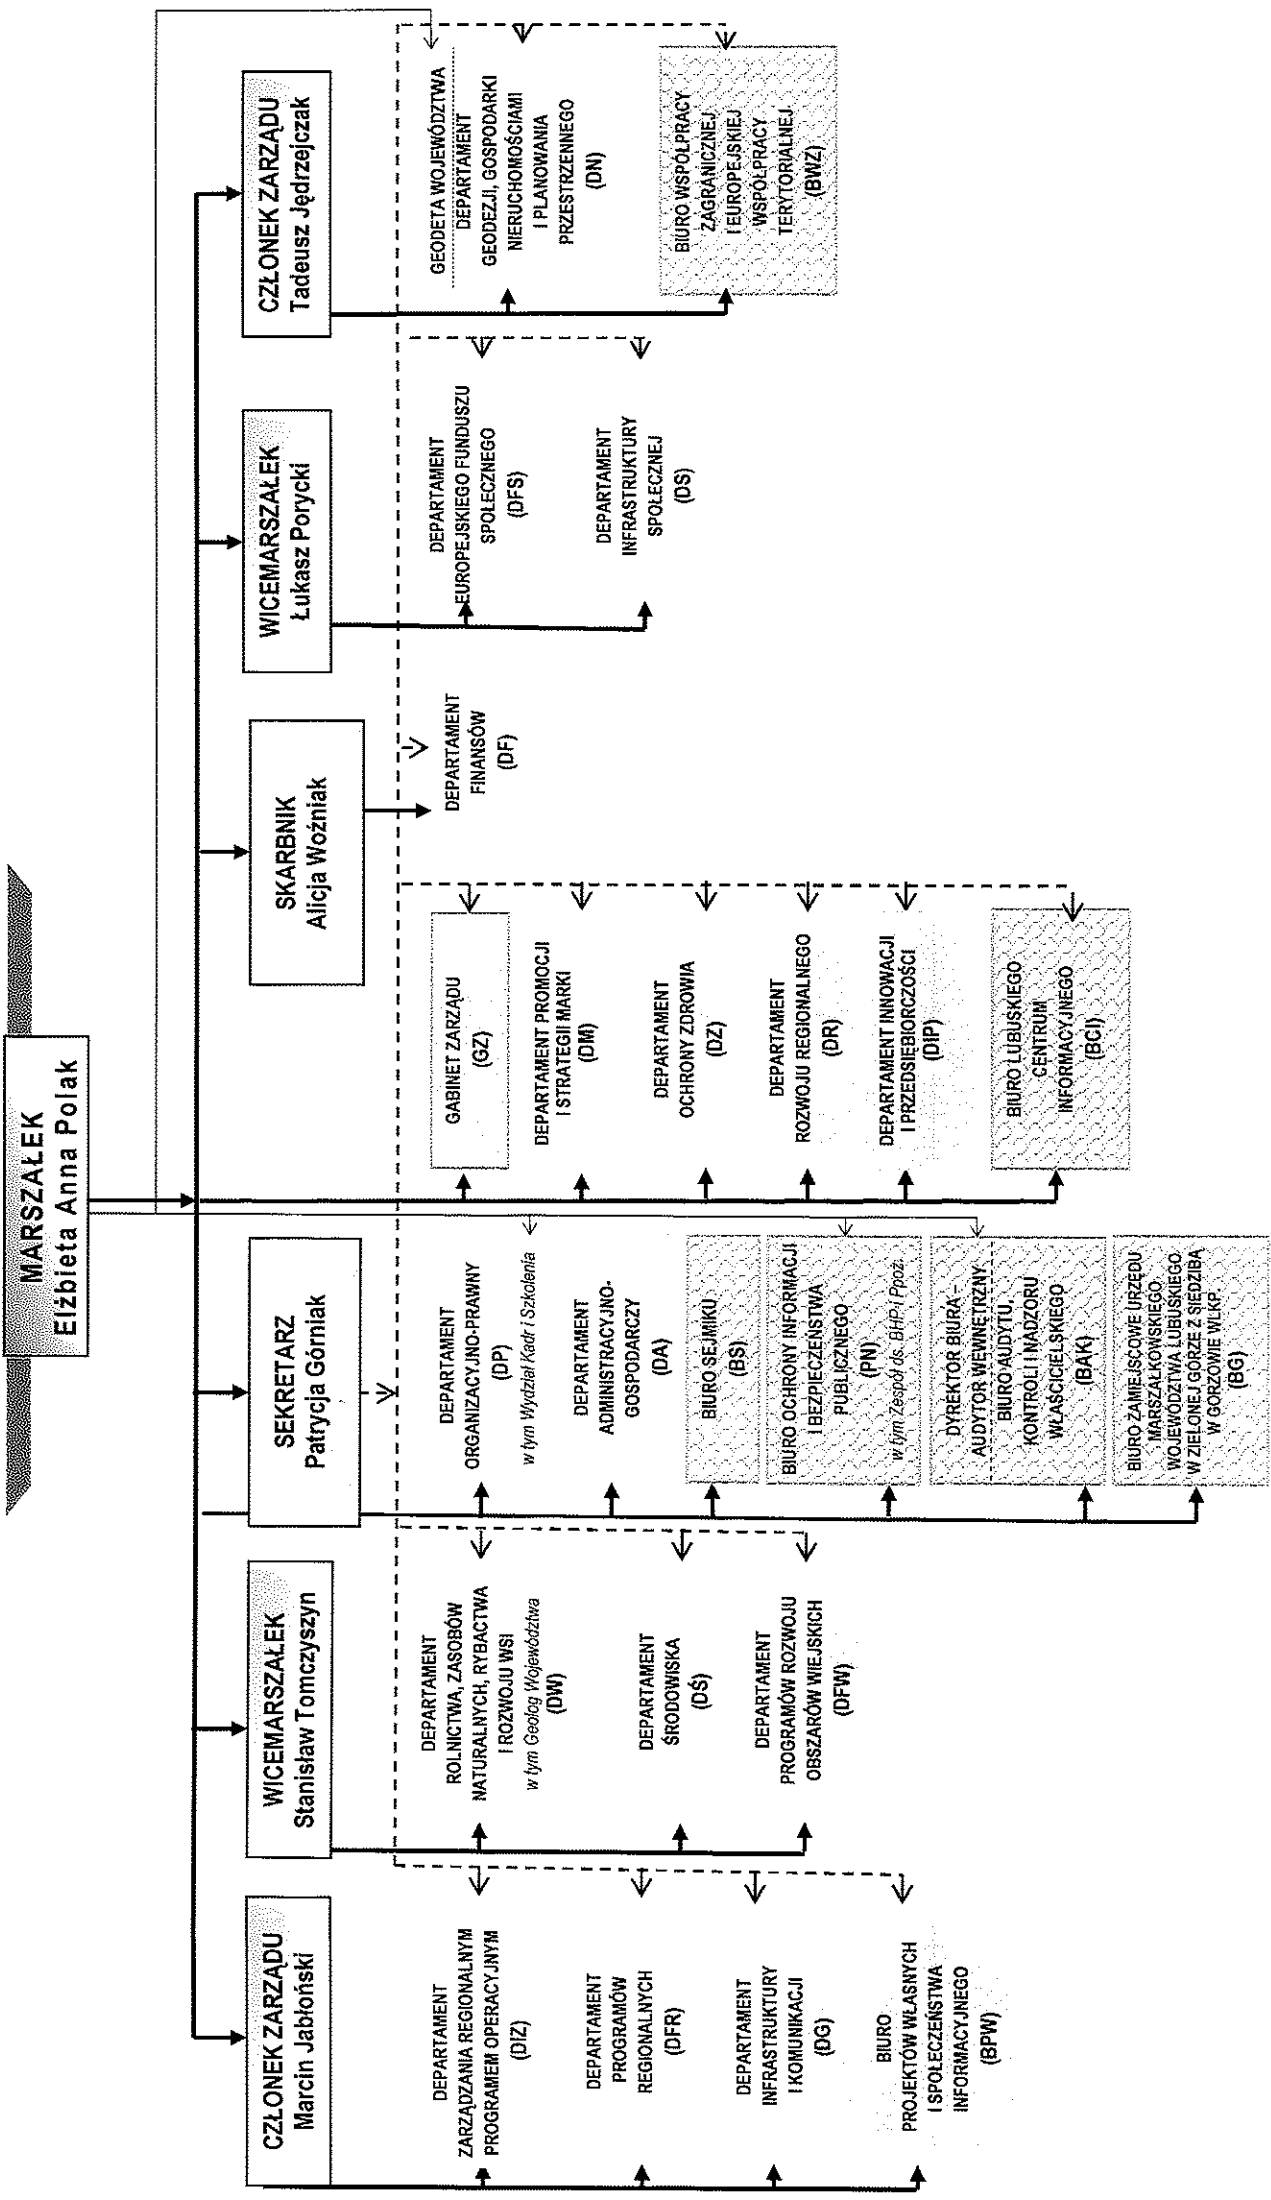 MARSZAŁEK
Elżbieta Anna Polak
CZŁONEK ZARZĄDU
Marcin Jabłoński
DEPARTAMENT
ZARZĄDZANIA REGIONALNYM
PROGRAMEM OPERACYJNYM
(DIZ)
DEPARTAMENT
PROGRAMÓW
REGIONALNYCH
(DFR)
DEPARTAMENT
INFRASTRUKTURY
I KOMUNIKACJI
(DG)
BIURO
PROJEKTÓW WŁASNYCH
I SPOŁECZEŃSTWA
INFORMACYJNEGO
(BPW)
WICEMARSZAŁEK
Stanisław Tomczyszyn
DEPARTAMENT
ROLNICTWA, ZASOBÓW
NATURALNYCH, RYBACTWA
I ROZWOJU WSI
w tym Geolog Województwa
(DW)
DEPARTAMENT
ŚRODOWISKA
(DŚ)
DEPARTAMENT
PROGRAMÓW ROZWOJU
OBSZARÓW WIEJSKICH
(DFW)
SEKRETARZ
Patrycja Górniak
DEPARTAMENT
ORGANIZACYJNO-PRAWNY
(DP)
w tym Wydział Kadr i Szkolenia
DEPARTAMENT
ADMINISTRACYJNO-
GOSPODARCZY
(DA)
BIURO SEJMIKU
(BS)
BIURO OCHRONY INFORMACJI
I BEZPIECZEŃSTWA
PUBLICZNEGO
(PN)
w tym Zespół ds. BHP i Ppoż.
DYREKTOR BIURA –
AUDYTOR WEWNĘTRZNY
BIURO AUDYTU,
KONTROLI I NADZORU
WŁAŚCICIELSKIEGO
(BAK)
BIURO ZAMIEJSCOWE URZĘDU
MARSZAŁKOWSKIEGO
WOJEWÓDZTWA LUBUSKIEGO
W ZIELONEJ GÓRZE Z SIEDZIBĄ
W GORZOWIE WLKP.
(BG)
GABINET ZARZĄDU
(GZ)
DEPARTAMENT PROMOCJI
I STRATEGII MARKI
(DM)
DEPARTAMENT
OCHRONY ZDROWIA
(DZ)
DEPARTAMENT
ROZWOJU REGIONALNEGO
(DR)
DEPARTAMENT INNOWACJI
I PRZEDSIĘBIORCZOŚCI
(DIP)
BIURO LUBUSKIEGO
CENTRUM
INFORMACYJNEGO
(BCI)
SKARBNIK
Alicja Woźniak
DEPARTAMENT
FINANSÓW
(DF)
WICEMARSZAŁEK
Łukasz Porycki
DEPARTAMENT
EUROPEJSKIEGO FUNDUSZU
SPOŁECZNEGO
(DFS)
DEPARTAMENT
INFRASTRUKTURY
SPOŁECZNEJ
(DS)
CZŁONEK ZARZĄDU
Tadeusz Jędrzejczak
GEODETA WOJEWÓDZTWA
DEPARTAMENT
GEODEZJI, GOSPODARKI
NIERUCHOMOŚCIAMI
I PLANOWANIA
PRZESTRZENNEGO
(DN)
BIURO WSPÓŁPRACY
ZAGRANICZNEJ
I EUROPEJSKIEJ
WSPÓŁPRACY
TERYTORIALNEJ
(BWZ)